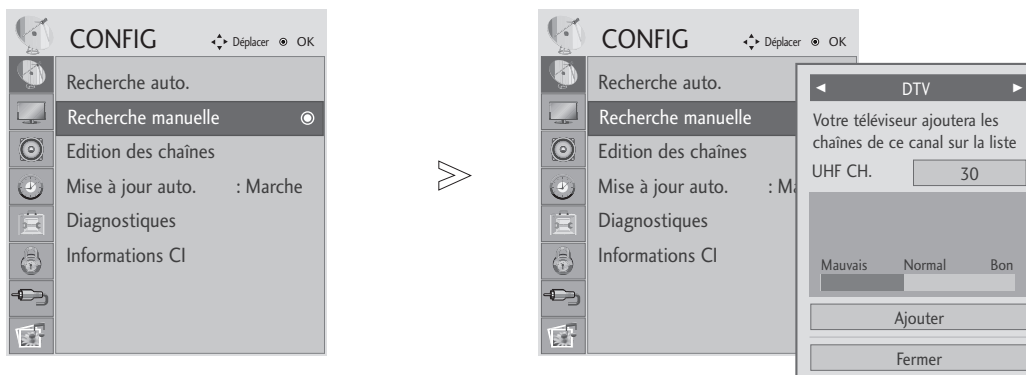 CONFIG Déplacer OK
Recherche auto.
Recherche manuelle
Edition des chaînes
Mise à jour auto. : Marche
Diagnostiques
Informations CI
CONFIG Déplacer OK
Recherche auto.
Recherche manuelle
Edition des chaînes
Mise à jour auto. : Ma
Diagnostiques
Informations CI
DTV
Votre téléviseur ajoutera les
chaînes de ce canal sur la liste
UHF CH. 30
Mauvais Normal Bon
Ajouter
Fermer